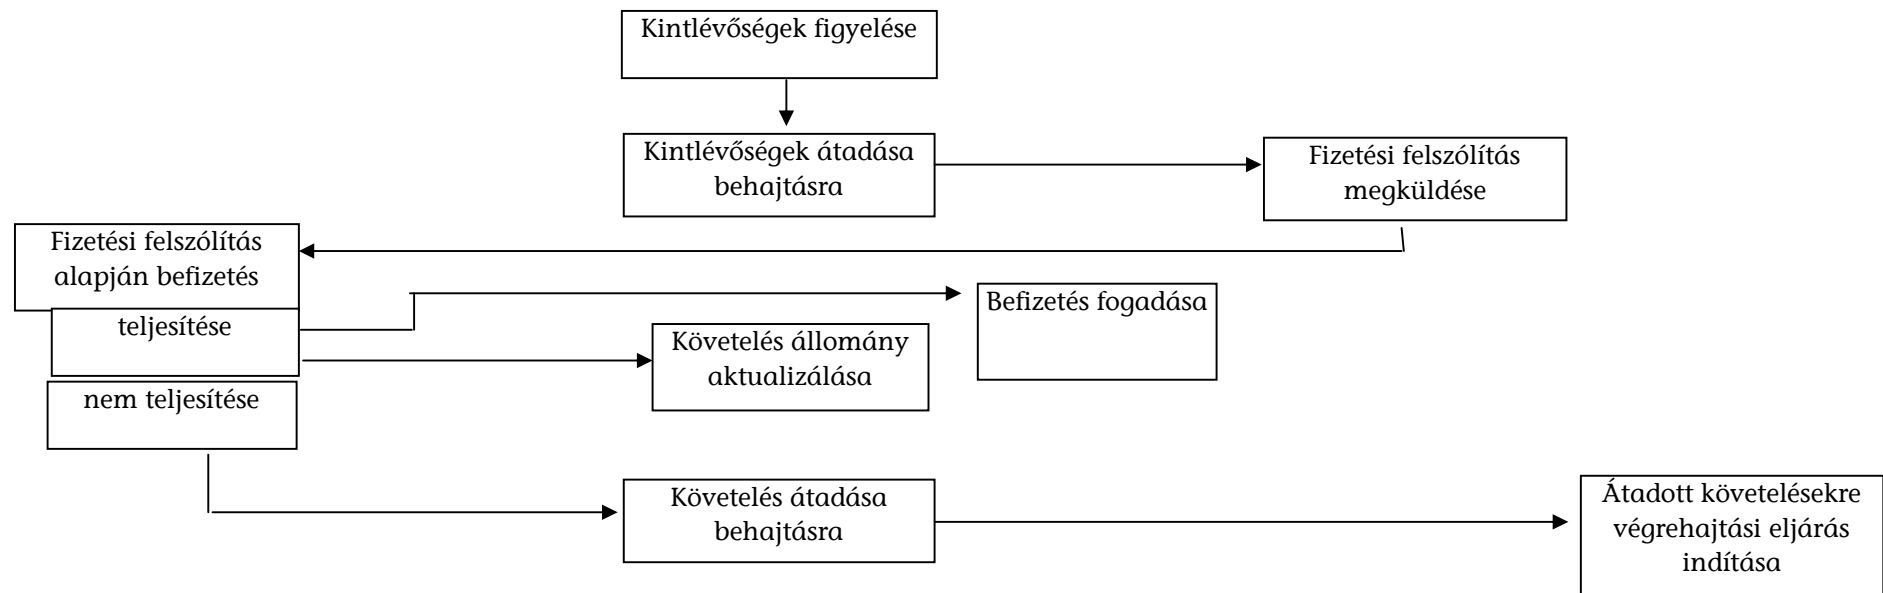 Kintlévőségek figyelése
Kintlévőségek átadása
behajtásra
Fizetési felszólítás
megküldése
Fizetési felszólítás
alapján befizetés
teljesítése
nem teljesítése
Befizetés fogadása
Követelés állomány
aktualizálása
Követelés átadása
behajtásra
Átadott követelésekre
végrehajtási eljárás
indítása